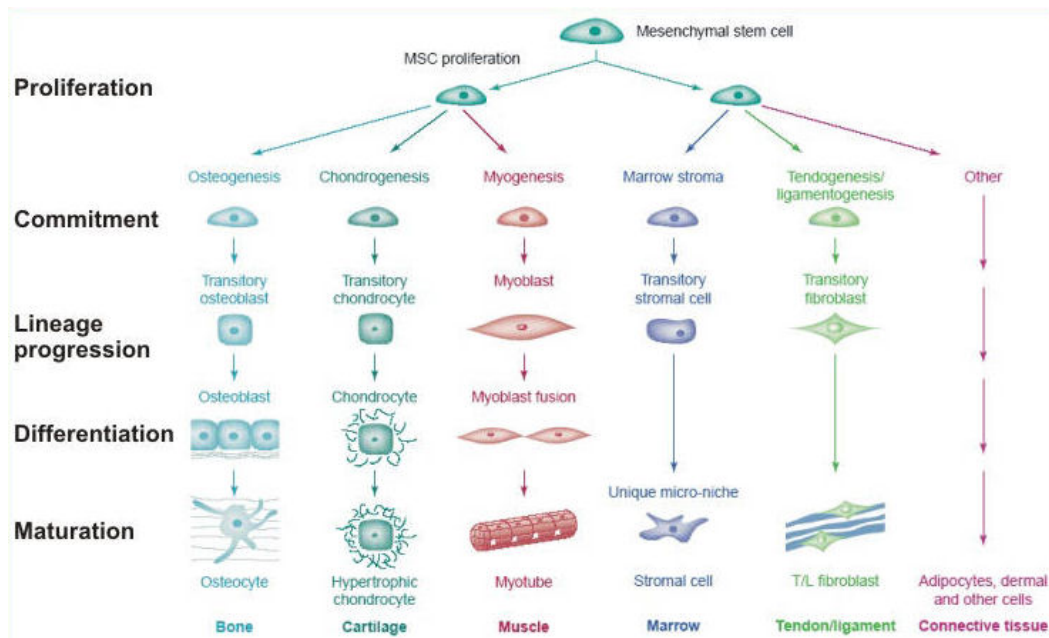 Mesenchymal stem cell
MSC proliferation
Proliferation
Osteogenesis
Chondrogenesis
Myogenesis
Marrow stroma
Tendogenesis/
ligamentogenesis
Other
Commitment
Transitory
osteoblast
Transitory
chondrocyte
Myoblast
Transitory
stromal cell
Transitory
fibroblast
Lineage
progression
Osteoblast
Chondrocyte
Myoblast fusion
Differentiation
Unique micro-niche
Maturation
Osteocyte
Hypertrophic
chondrocyte
Myotube
Stromal cell
T/L fibroblast
Adipocytes, dermal
and other cells
Bone
Cartilage
Muscle
Marrow
Tendon/ligament
Connective tissue